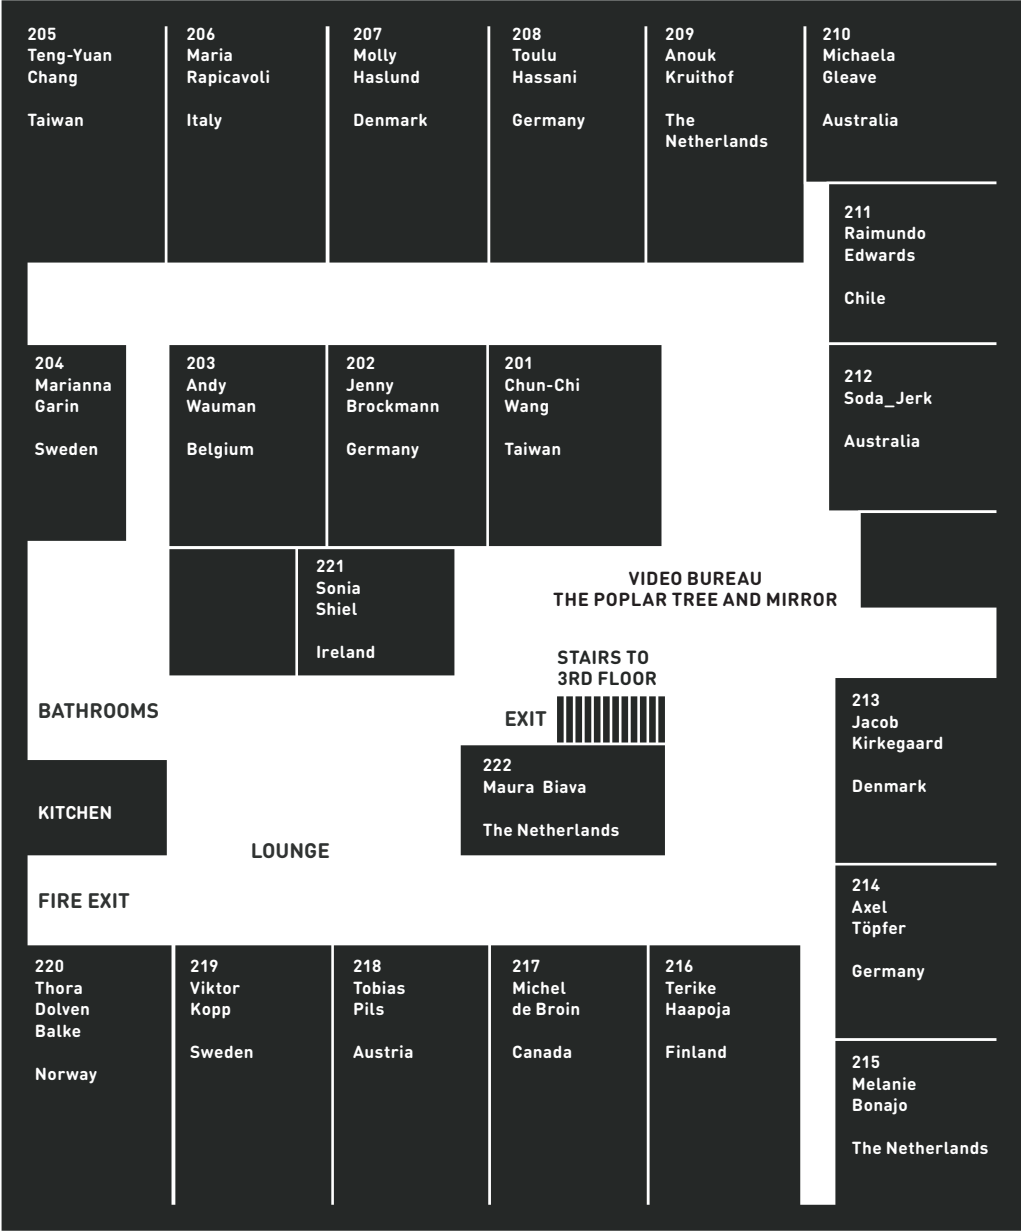 205
Teng-Yuan
Chang
Taiwan
206
Maria
Rapicavoli
Italy
207
Molly
Haslund
Denmark
208
Toulu
Hassani
Germany
209
Anouk
Kruithof
The
Netherlands
210
Michaela
Gleave
Australia
211
Raimundo
Edwards
Chile
204
Marianna
Garin
Sweden
203
Andy
Wauman
Belgium
202
Jenny
Brockmann
Germany
201
Chun-Chi
Wang
Taiwan
212
Soda_Jerk
Australia
221
Sonia
Shiel
Ireland
VIDEO BUREAU
THE POPLAR TREE AND MIRROR
STAIRS TO
3RD FLOOR
EXIT
BATHROOMS
213
Jacob
Kirkegaard
Denmark
222
Maura Biava
The Netherlands
KITCHEN
LOUNGE
FIRE EXIT
214
Axel
Töpfer
Germany
220
Thora
Dolven
Balke
Norway
219
Viktor
Kopp
Sweden
218
Tobias
Pils
Austria
217
Michel
de Broin
Canada
216
Terike
Haapoja
Finland
215
Melanie
Bonajo
The Netherlands